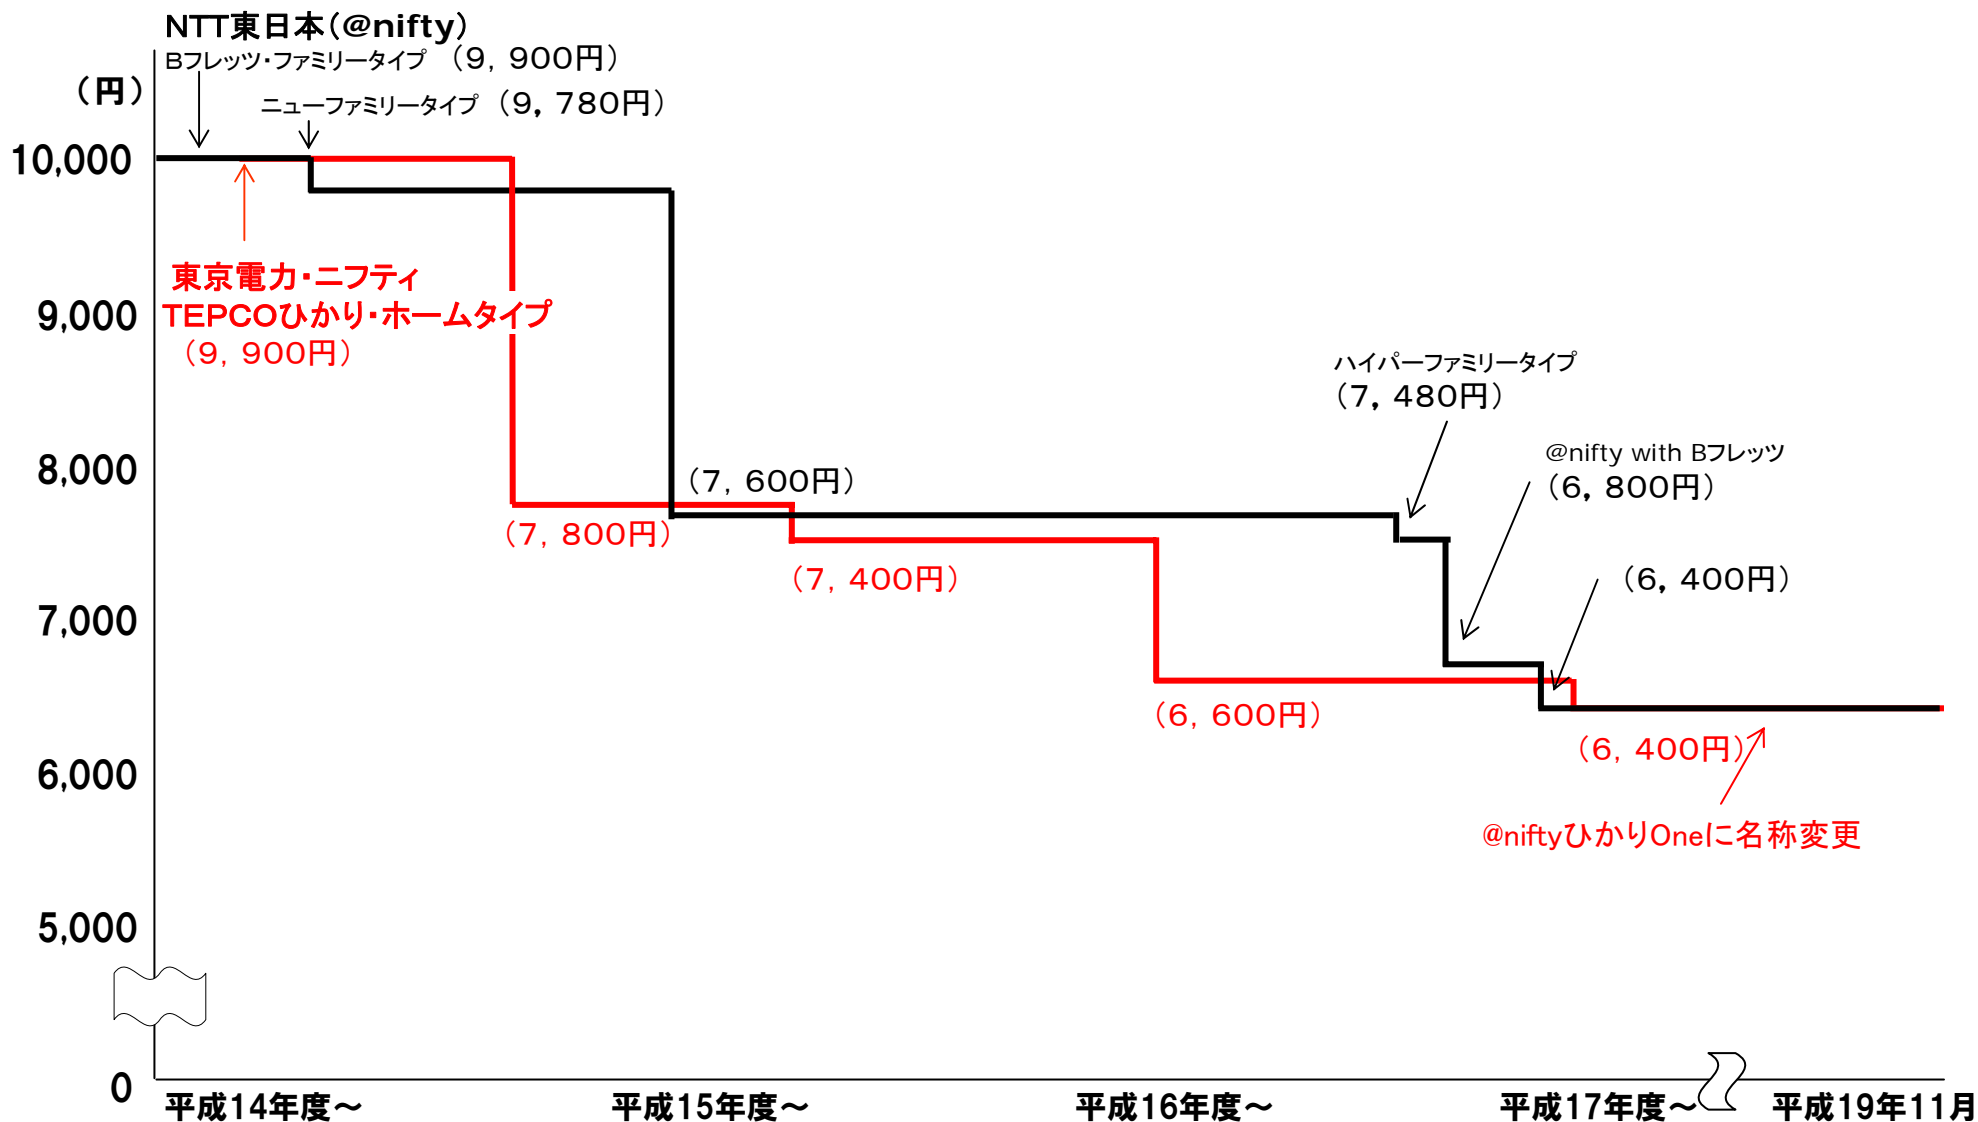 NTT東日本(@nifty)
Bフレッツ・ファミリータイプ (9,900円)
(円)
ニューファミリータイプ (9,780円)
10,000
東京電力・ニフティ
TEPCOひかり・ホームタイプ
(9,900円)
9,000
ハイパーファミリータイプ
(7,480円)
@nifty with Bフレッツ
(6,800円)
8,000
(7,600円)
(7,800円)
(7,400円)
(6,400円)
7,000
(6,600円)
(6,400円)
6,000
@niftyひかりOneに名称変更
5,000
0
平成14年度～
平成15年度～
平成16年度～
平成17年度～
平成19年11月